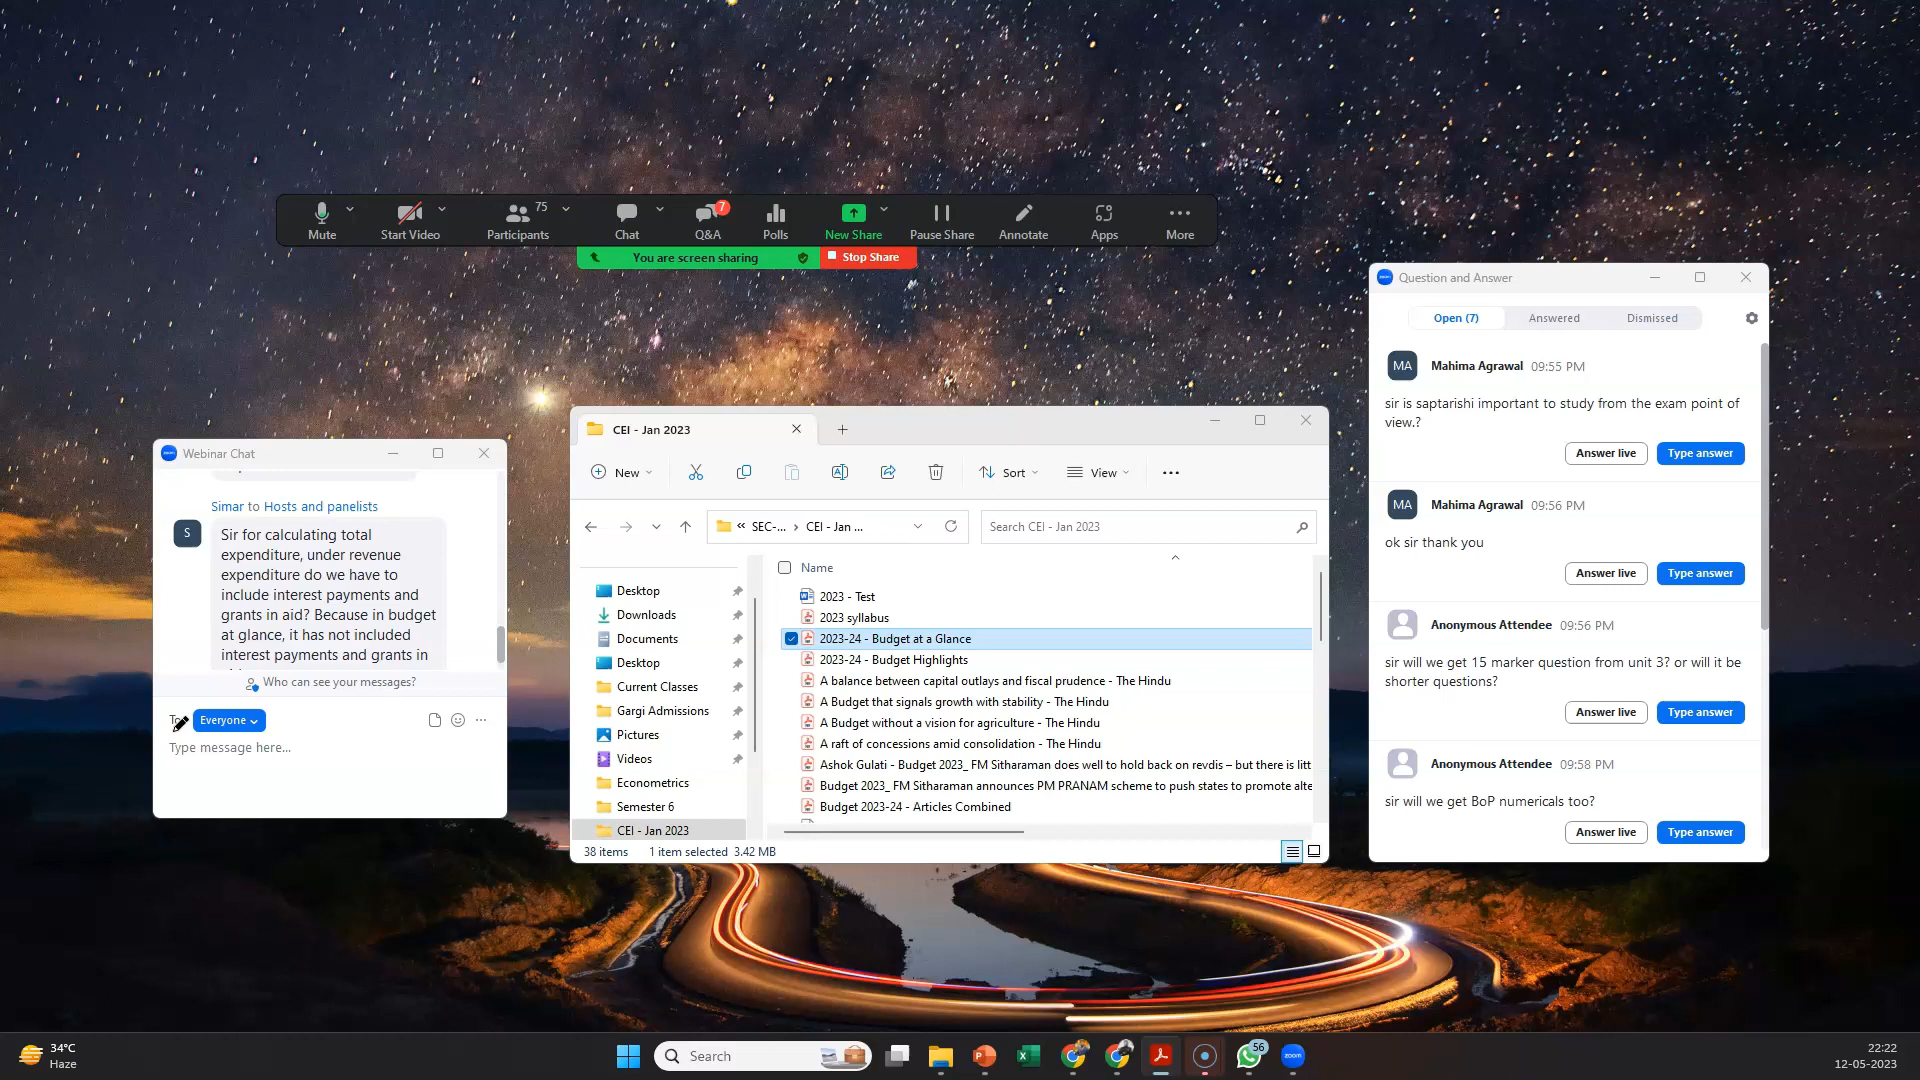 Mute
Start Video
75
Participants
Chat
7
Q&A
Polls
New Share
Pause Share
Annotate
Apps
More
You are screen sharing
Stop Share
Webinar Chat
Simar to Hosts and panelists
S
Sir for calculating total
expenditure, under revenue
expenditure do we have to
include interest payments and
grants in aid? Because in budget
at glance, it has not included
interest payments and grants in
Who can see your messages?
Everyone
Type message here...
CEI - Jan 2023
New
Sort
View
« SEC-... › CEI - Jan ...
Search CEI - Jan 2023
Desktop
Downloads
Documents
Desktop
Current Classes
Gargi Admissions
Pictures
Videos
Econometrics
Semester 6
CEI - Jan 2023
Name
2023 - Test
2023 syllabus
2023-24 - Budget at a Glance
2023-24 - Budget Highlights
A balance between capital outlays and fiscal prudence - The Hindu
A Budget that signals growth with stability - The Hindu
A Budget without a vision for agriculture - The Hindu
A raft of concessions amid consolidation - The Hindu
Ashok Gulati - Budget 2023_ FM Sitharaman does well to hold back on revdis – but there is litt
Budget 2023_ FM Sitharaman announces PM PRANAM scheme to push states to promote alte
Budget 2023-24 - Articles Combined
38 items 1 item selected 3.42 MB
zoom
Question and Answer
Open (7) Answered Dismissed
MA
Mahima Agrawal 09:55 PM
sir is saptarishi important to study from the exam point of
view.?
Answer live Type answer
MA
Mahima Agrawal 09:56 PM
ok sir thank you
Answer live Type answer
Anonymous Attendee 09:56 PM
sir will we get 15 marker question from unit 3? or will it be
shorter questions?
Answer live Type answer
Anonymous Attendee 09:58 PM
sir will we get BoP numericals too?
Answer live Type answer
34°C
Haze
Search
56
zoom
22:22
12-05-2023